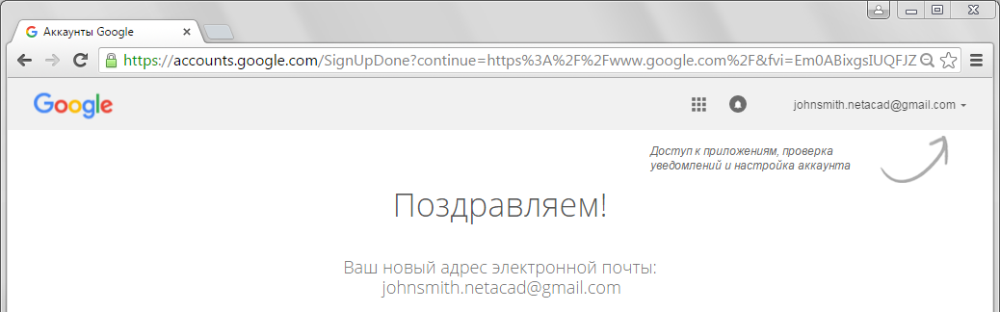 Аккаунты Google
https://accounts.google.com/SignUpDone?continue=https%3A%2F%2Fwww.google.com%2F&fvi=Em0ABixgsIUQFJZ
Google
johnsmith.netacad@gmail.com
Доступ к приложениям, проверка
уведомлений и настройка аккаунта
Поздравляем!
Ваш новый адрес электронной почты:
johnsmith.netacad@gmail.com